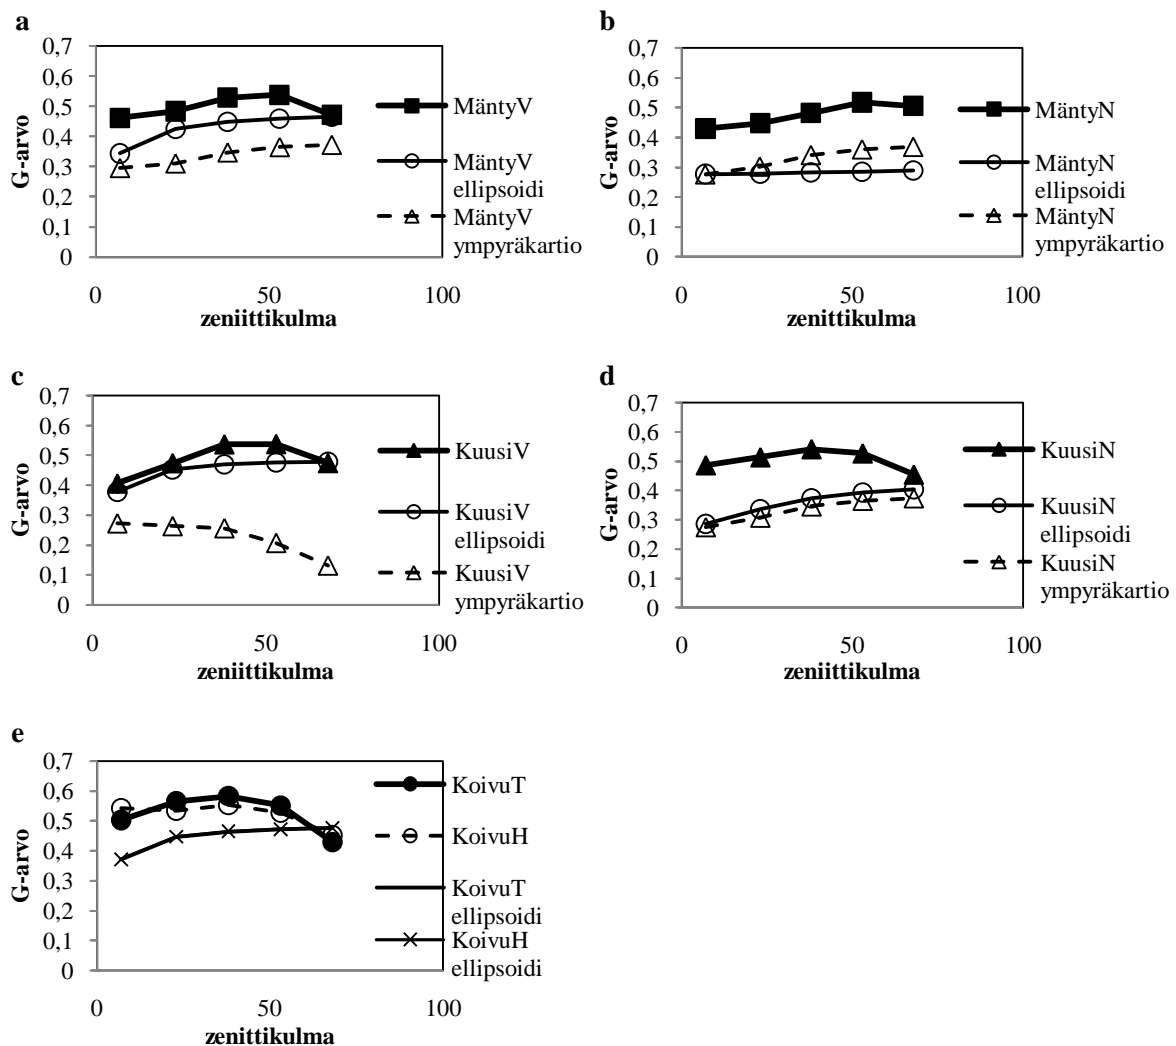 a
0,7
0,6
0,5
0,4
0,3
0,2
0,1
0
G-arvo
0
50
100
zeniittikulma
MäntyV
MäntyV
ellipsoidi
MäntyV
ympyräkartio
b
0,7
0,6
0,5
0,4
0,3
0,2
0,1
0
G-arvo
0
50
100
zenittikulma
MäntyN
MäntyN
ellipsoidi
MäntyN
ympyräkartio
c
0,7
0,6
0,5
0,4
0,3
0,2
0,1
0
G-arvo
0
50
100
zeniittikulma
KuusiV
KuusiV
ellipsoidi
KuusiV
ympyräkartio
d
0,7
0,6
0,5
0,4
0,3
0,2
0,1
0
G-arvo
0
50
100
zeniittikulma
KuusiN
KuusiN
ellipsoidi
KuusiN
ympyräkartio
e
0,7
0,6
0,5
0,4
0,3
0,2
0,1
0
G-arvo
0
50
100
zenittikulma
KoivuT
KoivuH
KoivuT
ellipsoidi
KoivuH
ellipsoidi